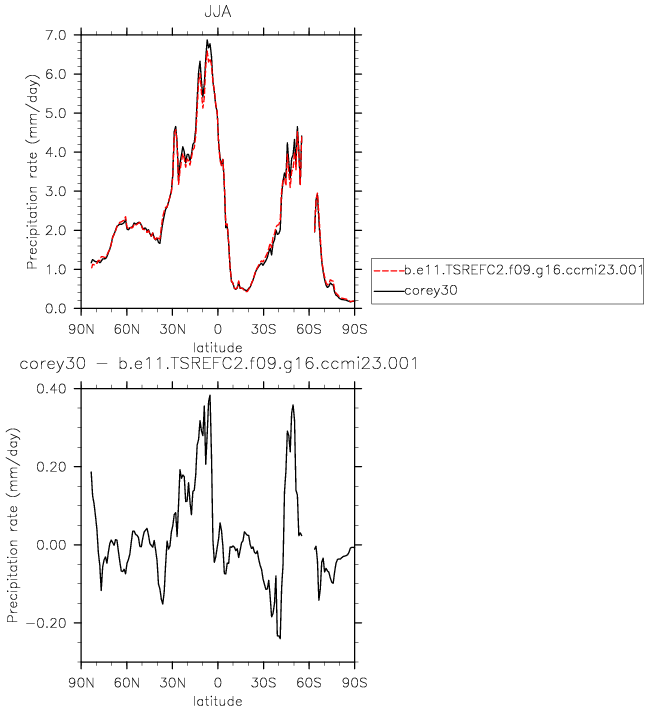 JJA
Precipitation rate (mm/day)
7.0
6.0
5.0
4.0
3.0
2.0
1.0
0.0
90N 60N 30N 0 30S 60S 90S
latitude
b.e11.TSREFC2.f09.g16.ccmi23.001
corey30
corey30 − b.e11.TSREFC2.f09.g16.ccmi23.001
Precipitation rate (mm/day)
0.40
0.20
0.00
−0.20
90N 60N 30N 0 30S 60S 90S
latitude